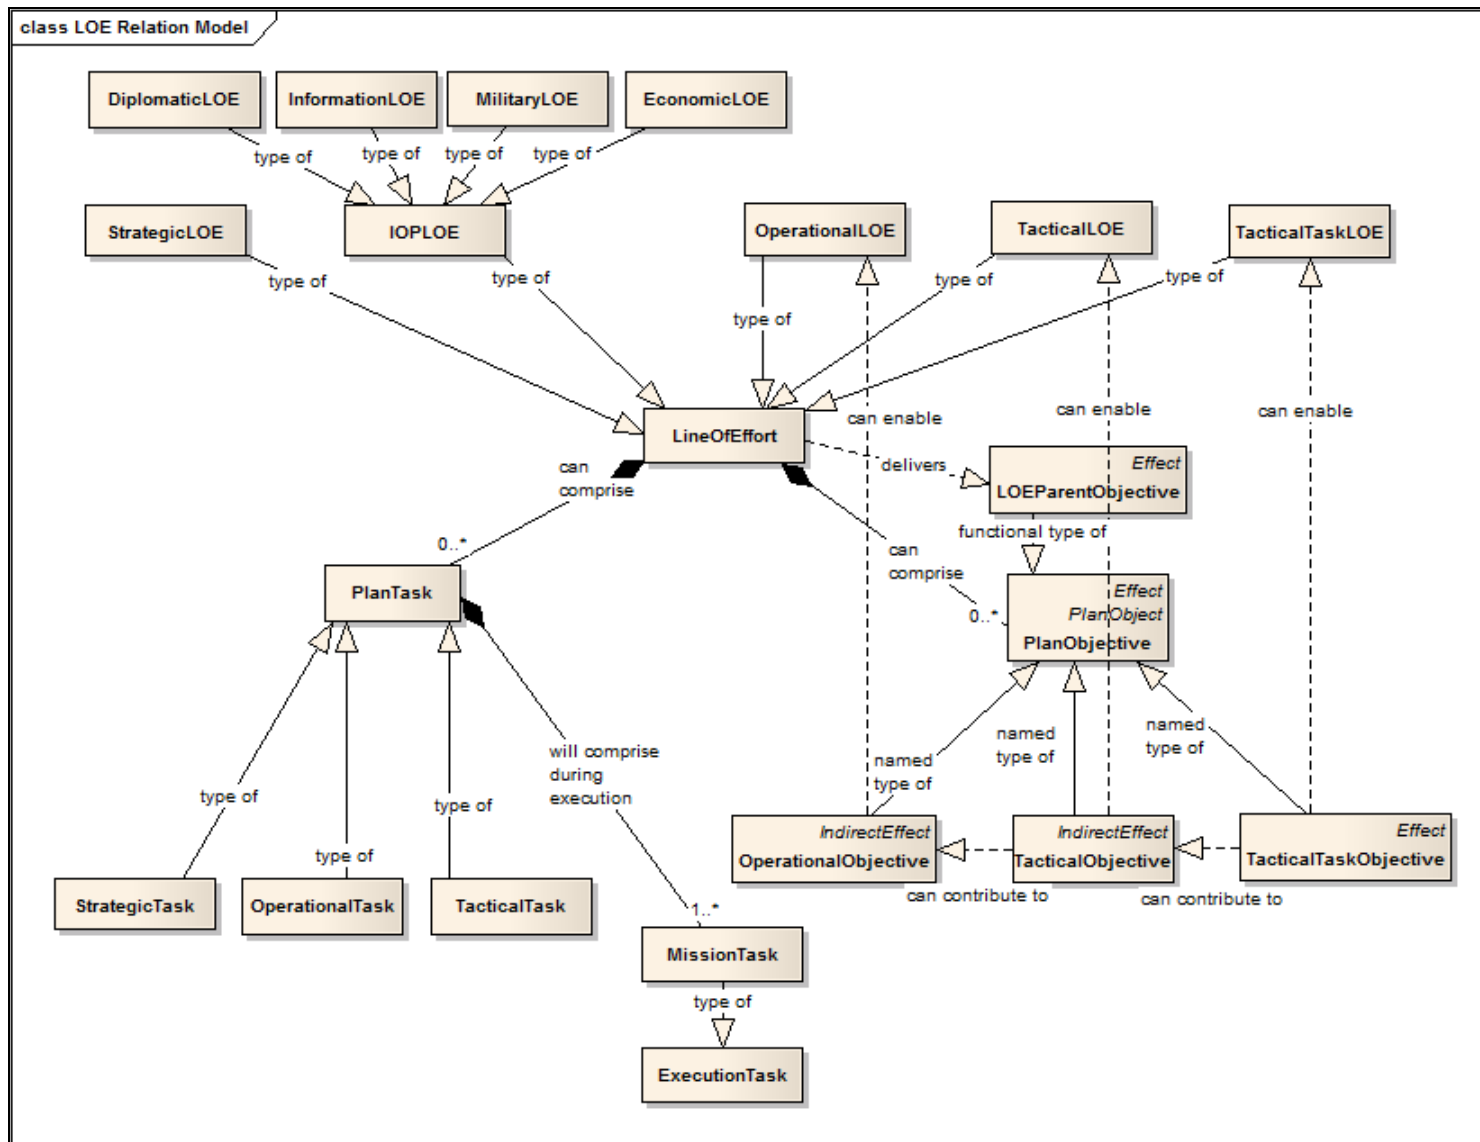 class LOE Relation Model
DiplomaticLOE
InformationLOE
MilitaryLOE
EconomicLOE
type of
type of
type of
type of
StrategicLOE
IOPLOE
OperationalLOE
TacticalLOE
TacticalTaskLOE
type of
type of
type of
type of
type of
can enable
can enable
can enable
LineOfEffort
delivers
Effect
LOEParentObjective
can
comprise
0..*
functional type of
can
comprise
0..*
PlanTask
Effect
PlanObject
PlanObjective
will comprise
during
execution
named
type of
named
type of
named
type of
type of
type of
type of
IndirectEffect
OperationalObjective
IndirectEffect
TacticalObjective
Effect
TacticalTaskObjective
can contribute to
can contribute to
StrategicTask
OperationalTask
TacticalTask
1..*
MissionTask
type of
ExecutionTask